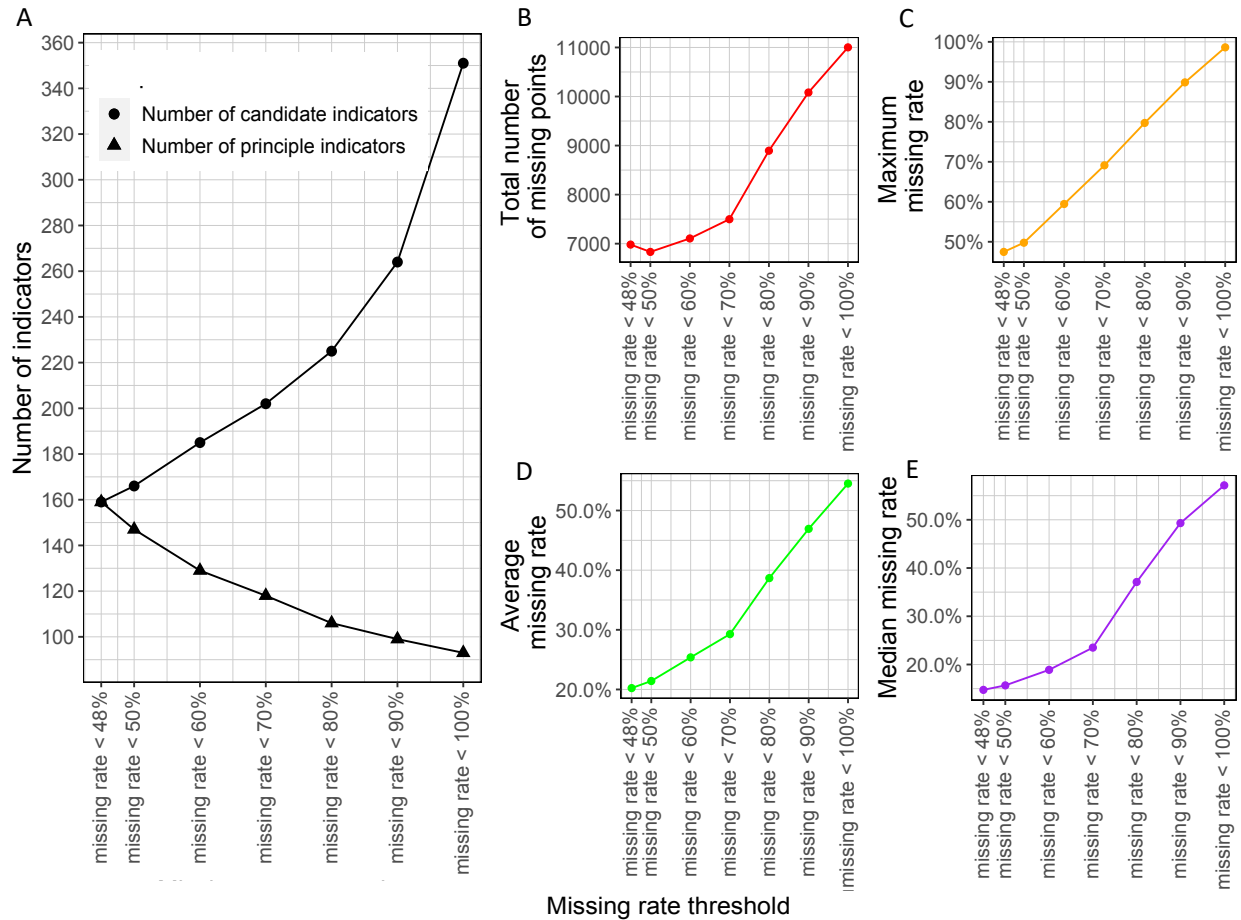 A
360
340
320
300
280
260
240
220
200
180
160
140
120
100
Number of indicators
Number of candidate indicators
Number of principle indicators
missing rate < 48%
missing rate < 50%
missing rate < 60%
missing rate < 70%
missing rate < 80%
missing rate < 90%
missing rate < 100%
B
11000
10000
9000
8000
7000
Total number
of missing points
missing rate < 48%
missing rate < 50%
missing rate < 60%
missing rate < 70%
missing rate < 80%
missing rate < 90%
missing rate < 100%
C
100%
90%
80%
70%
60%
50%
Maximum
missing rate
missing rate < 48%
missing rate < 50%
missing rate < 60%
missing rate < 70%
missing rate < 80%
missing rate < 90%
missing rate < 100%
D
50.0%
40.0%
30.0%
20.0%
Average
missing rate
missing rate < 48%
missing rate < 50%
missing rate < 60%
missing rate < 70%
missing rate < 80%
missing rate < 90%
missing rate < 100%
E
50.0%
40.0%
30.0%
20.0%
Median missing rate
missing rate < 48%
missing rate < 50%
missing rate < 60%
missing rate < 70%
missing rate < 80%
missing rate < 90%
missing rate < 100%
Missing rate threshold